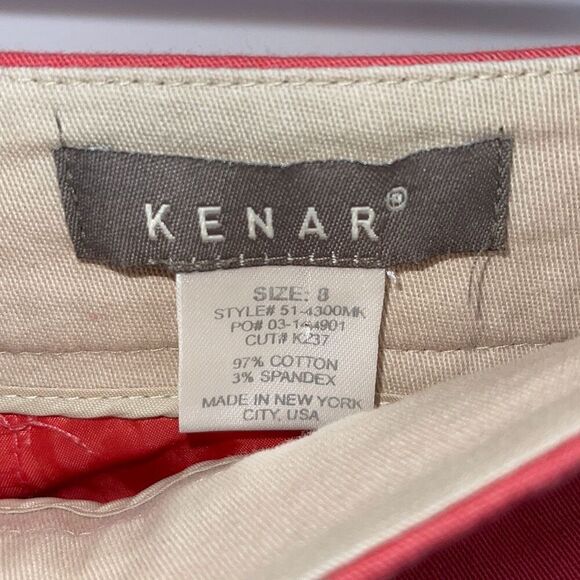 KENAR®
SIZE: 8
STYLE# 51-4300MK
PO# 03-144901
CUT# K237
97% COTTON
3% SPANDEX
MADE IN NEW YORK
CITY, USA